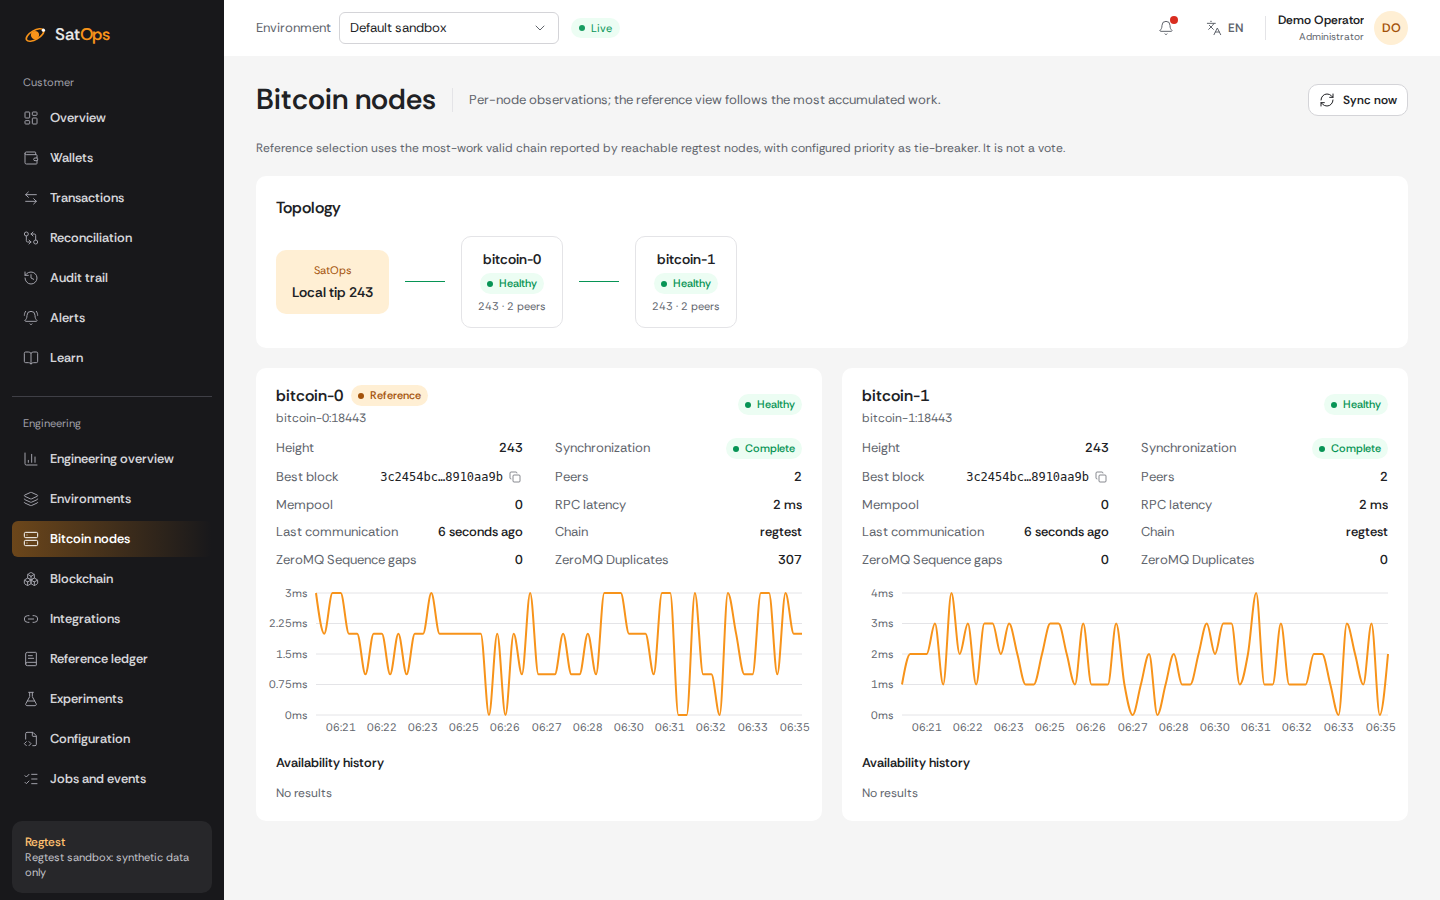 SatOps
Customer
Overview
Wallets
Transactions
Reconciliation
Audit trail
Alerts
Learn
Engineering
Engineering overview
Environments
Bitcoin nodes
Blockchain
Integrations
Reference ledger
Experiments
Configuration
Jobs and events
Regtest
Regtest sandbox: synthetic data
only
Environment Default sandbox Live
EN
Demo Operator
Administrator
DO
Bitcoin nodes
Per-node observations; the reference view follows the most accumulated work.
Sync now
Reference selection uses the most-work valid chain reported by reachable regtest nodes, with configured priority as tie-breaker. It is not a vote.
Topology
SatOps
Local tip 243
bitcoin-0
Healthy
243 · 2 peers
bitcoin-1
Healthy
243 · 2 peers
bitcoin-0 Reference
bitcoin-0:18443
Healthy
Height 243 Synchronization Complete
Best block 3c2454bc…8910aa9b Peers 2
Mempool 0 RPC latency 2 ms
Last communication 6 seconds ago Chain regtest
ZeroMQ Sequence gaps 0 ZeroMQ Duplicates 307
3ms
2.25ms
1.5ms
0.75ms
0ms
06:21 06:22 06:23 06:25 06:26 06:27 06:28 06:30 06:31 06:32 06:33 06:35
Availability history
No results
bitcoin-1
bitcoin-1:18443
Healthy
Height 243 Synchronization Complete
Best block 3c2454bc…8910aa9b Peers 2
Mempool 0 RPC latency 2 ms
Last communication 6 seconds ago Chain regtest
ZeroMQ Sequence gaps 0 ZeroMQ Duplicates 0
4ms
3ms
2ms
1ms
0ms
06:21 06:22 06:23 06:25 06:26 06:27 06:28 06:30 06:31 06:32 06:33 06:35
Availability history
No results